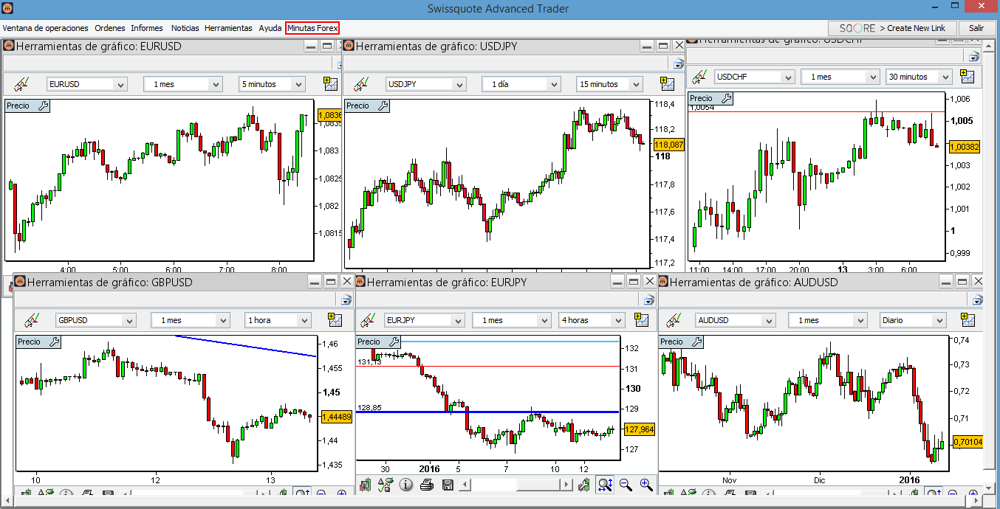 Swissquote Advanced Trader
Ventana de operaciones Ordenes Informes Noticias Herramientas Ayuda Minutas Forex SQORE > Create New Link Salir
Herramientas de gráfico: EURUSD
EURUSD 1 mes 5 minutos
Precio
1,0836
1,0835
1,083
1,0825
1,082
1,0815
4:00 5:00 6:00 7:00 8:00
Herramientas de gráfico: USDJPY
USDJPY 1 día 15 minutos
Precio
118,4
118,2
118,087
118
117,8
117,6
117,4
117,2
Herramientas de gráfico: USDCHF
USDCHF 1 mes 30 minutos
Precio
1,0054
1,006
1,005
1,00382
1,003
1,002
1,001
1
0,999
11:00 14:00 17:00 20:00 13 3:00 6:00
Herramientas de gráfico: GBPUSD
GBPUSD 1 mes 1 hora
Precio
1,46
1,455
1,45
1,44489
1,44
1,435
10 12 13
Herramientas de gráfico: EURJPY
EURJPY 1 mes 4 horas
Precio
131,13
128,85
132
131
130
129
127,964
127
30 2016 5 7 10 12
Herramientas de gráfico: AUDUSD
AUDUSD 1 mes Diario
Precio
0,74
0,73
0,72
0,71
0,70104
Nov Dic 2016